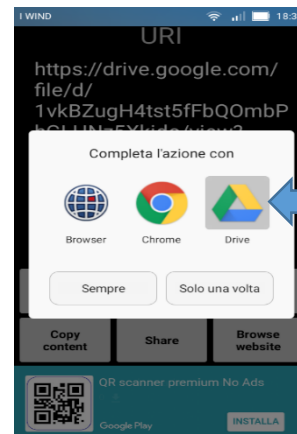 I WIND 18:3
URI
https://drive.google.com/
file/d/
1vkBZugH4tst5fFbQOmbP
Completa l'azione con
Browser Chrome Drive
Sempre Solo una volta
Copy content Share Browse website
QR scanner premium No Ads
Google Play INSTALLA